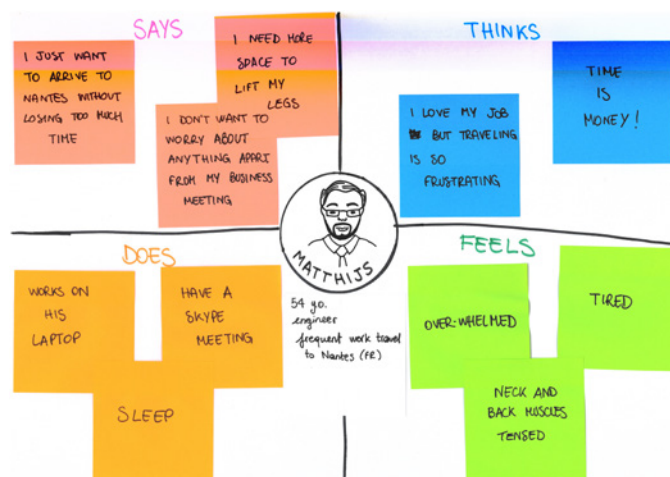 SAYS
I JUST WANT
TO ARRIVE TO
NANTES WITHOUT
LOSING TOO MUCH
TIME
I NEED MORE
SPACE TO
LIFT MY
LEGS
I DON'T WANT TO
WORRY ABOUT
ANYTHING APART
FROM MY BUSINESS
MEETING
THINKS
I LOVE MY JOB
BUT TRAVELING
IS SO
FRUSTRATING
TIME
IS
MONEY!
MATTHIJS
54 y.o.
engineer
frequent work travel
to Nantes (FR)
DOES
WORKS ON
HIS
LAPTOP
HAVE A
SKYPE
MEETING
SLEEP
FEELS
OVER-WHELMED
TIRED
NECK AND
BACK MUSCLES
TENSED